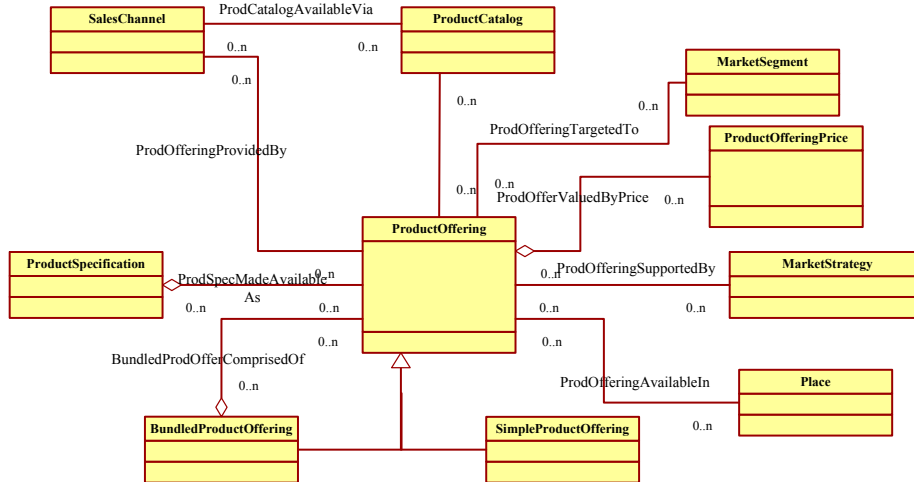 ProdCatalogAvailableVia
SalesChannel
ProductCatalog
0..n
0..n
0..n
MarketSegment
0..n
0..n
ProdOfferingTargetedTo
ProductOfferingPrice
ProdOfferingProvidedBy
0..n
0..n
ProdOfferValuedByPrice
0..n
ProductOffering
ProductSpecification
ProdSpecMadeAvailable
As
0..n
0..n
ProdOfferingSupportedBy
MarketStrategy
0..n
0..n
0..n
0..n
0..n
0..n
BundledProdOfferComprisedOf
0..n
ProdOfferingAvailableIn
Place
0..n
BundledProductOffering
SimpleProductOffering